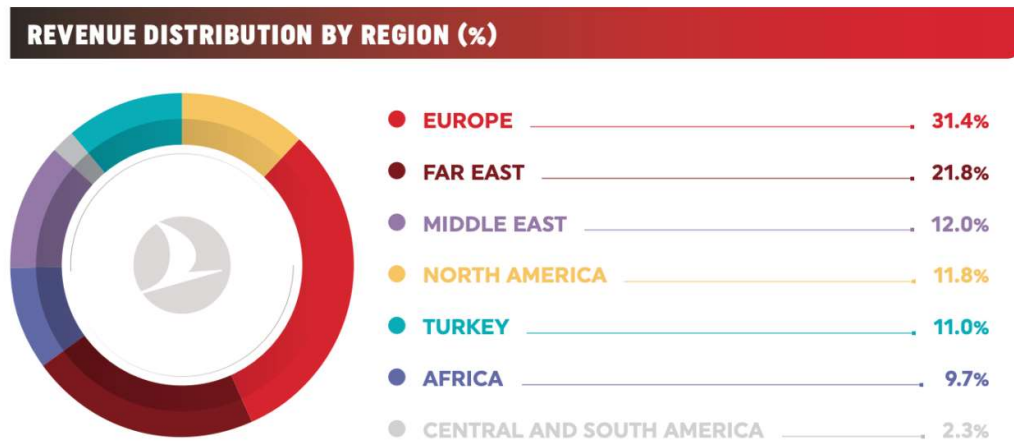 REVENUE DISTRIBUTION BY REGION (%)
EUROPE 31.4%
FAR EAST 21.8%
MIDDLE EAST 12.0%
NORTH AMERICA 11.8%
TURKEY 11.0%
AFRICA 9.7%
CENTRAL AND SOUTH AMERICA 2.3%